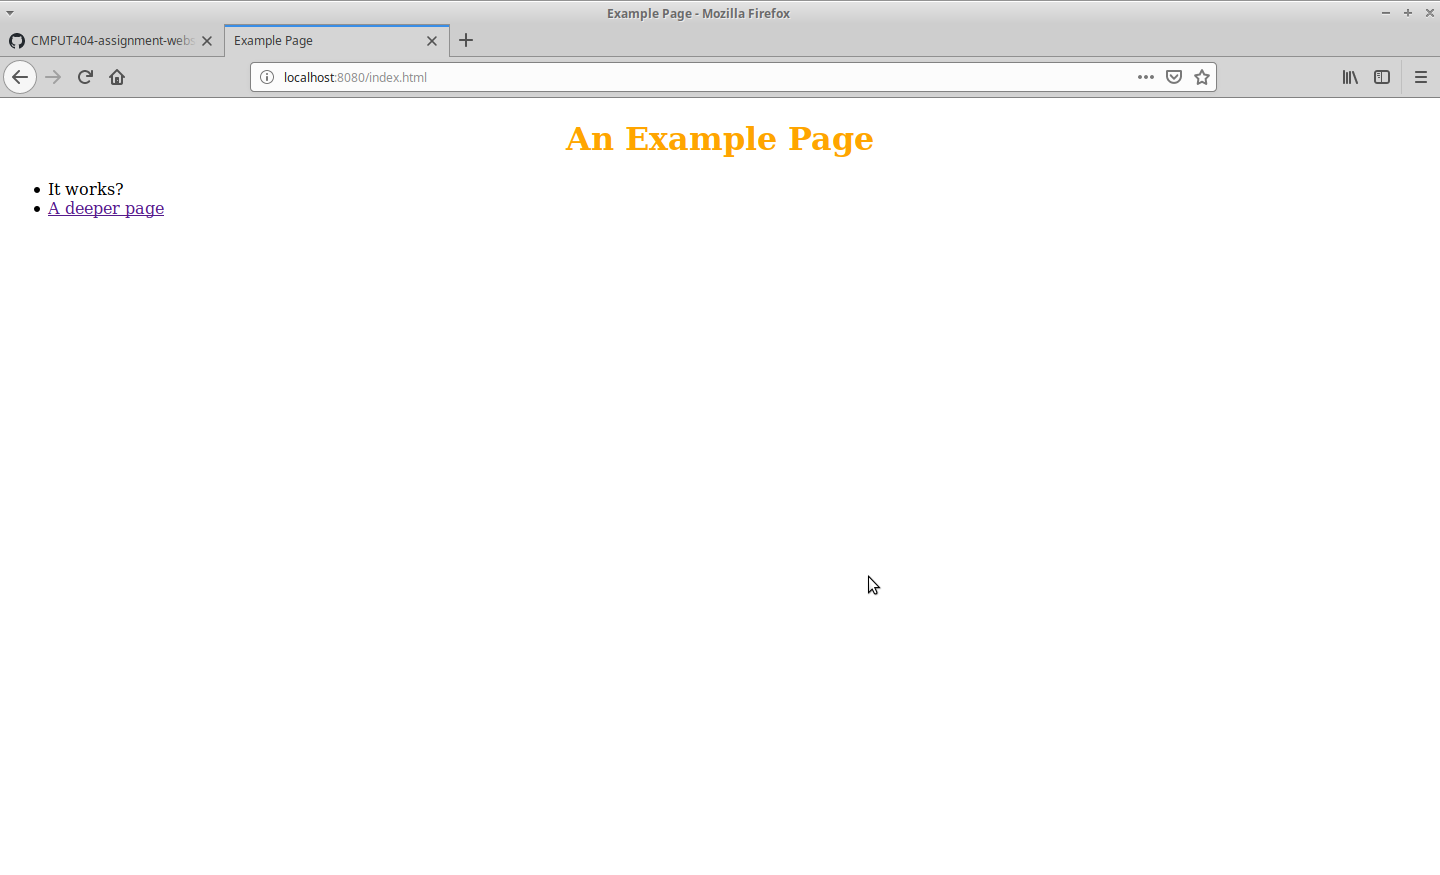 Example Page - Mozilla Firefox
CMPUT404-assignment-webs
Example Page
localhost:8080/index.html
An Example Page
It works?
A deeper page